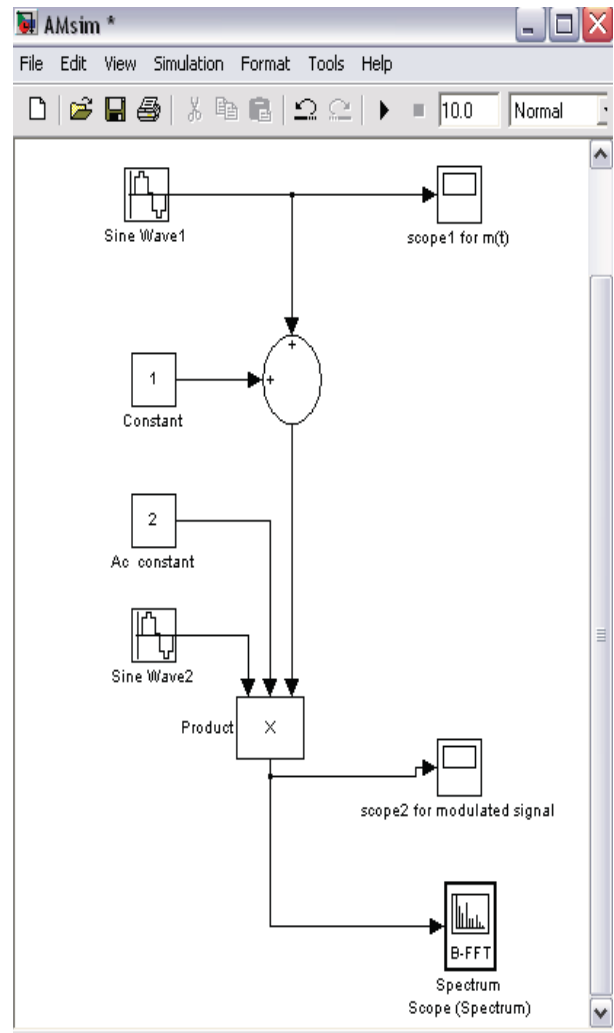 AMsim *
File Edit View Simulation Format Tools Help
10.0 Normal
Sine Wave1
scope1 for m(t)
+
+
1
Constant
2
Ac constant
Sine Wave2
Product X
scope2 for modulated signal
B-FFT
Spectrum
Scope (Spectrum)